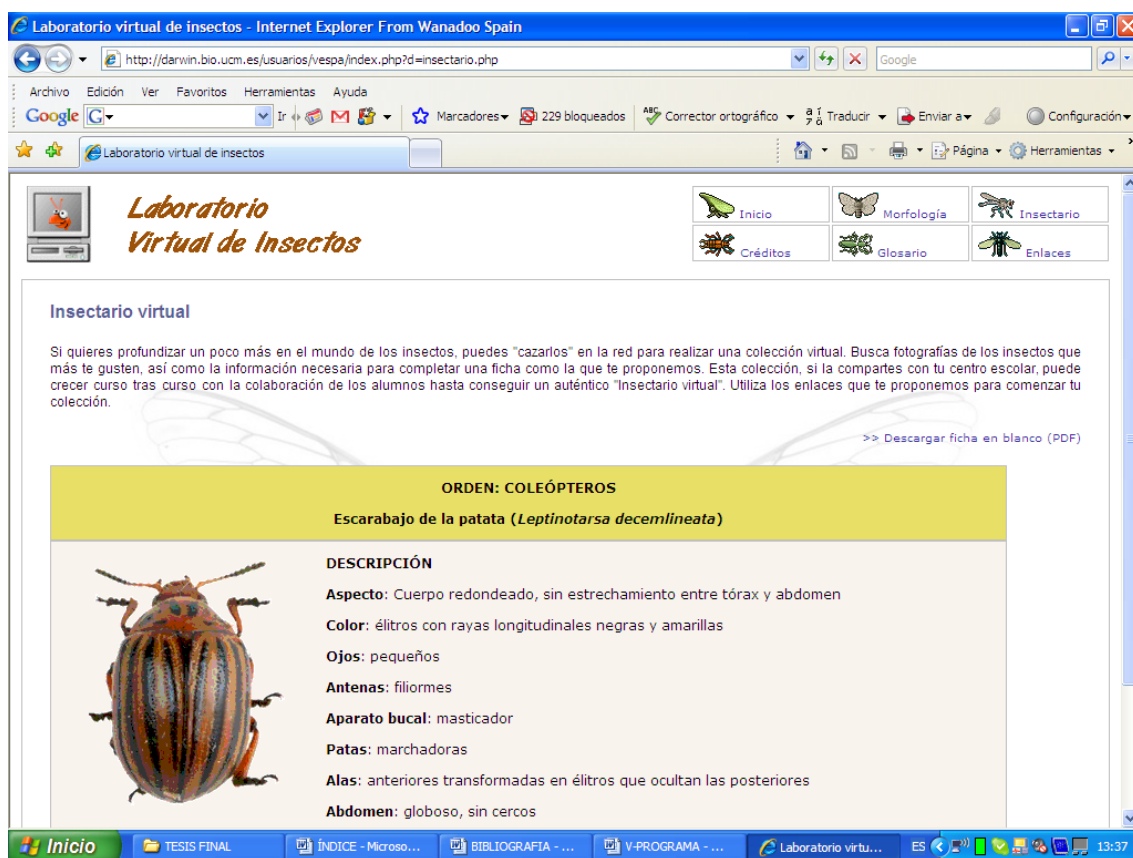 Laboratorio virtual de insectos - Internet Explorer From Wanadoo Spain
http://darwin.bio.ucm.es/usuarios/vespa/index.php?d=insectario.php
Google
Archivo Edición Ver Favoritos Herramientas Ayuda
Google G Ir Marcadores 229 bloqueados ABC Corrector ortográfico Traducir Enviar a Configuración
Laboratorio virtual de insectos Página Herramientas
Laboratorio
Virtual de Insectos
Inicio Morfología Insectario
Créditos Glosario Enlaces
Insectario virtual
Si quieres profundizar un poco más en el mundo de los insectos, puedes "cazarlos" en la red para realizar una colección virtual. Busca fotografías de los insectos que
más te gusten, así como la información necesaria para completar una ficha como la que te proponemos. Esta colección, si la compartes con tu centro escolar, puede
crecer curso tras curso con la colaboración de los alumnos hasta conseguir un auténtico "Insectario virtual". Utiliza los enlaces que te proponemos para comenzar tu
colección.
>> Descargar ficha en blanco (PDF)
ORDEN: COLEÓPTEROS
Escarabajo de la patata (Leptinotarsa decemlineata)
DESCRIPCIÓN
Aspecto: Cuerpo redondeado, sin estrechamiento entre tórax y abdomen
Color: élitros con rayas longitudinales negras y amarillas
Ojos: pequeños
Antenas: filiormes
Aparato bucal: masticador
Patas: marchadoras
Alas: anteriores transformadas en élitros que ocultan las posteriores
Abdomen: globoso, sin cercos
Inicio TESIS FINAL ÍNDICE - Microso... BIBLIOGRAFIA - ... V-PROGRAMA - ... Laboratorio virtu... ES 13:37